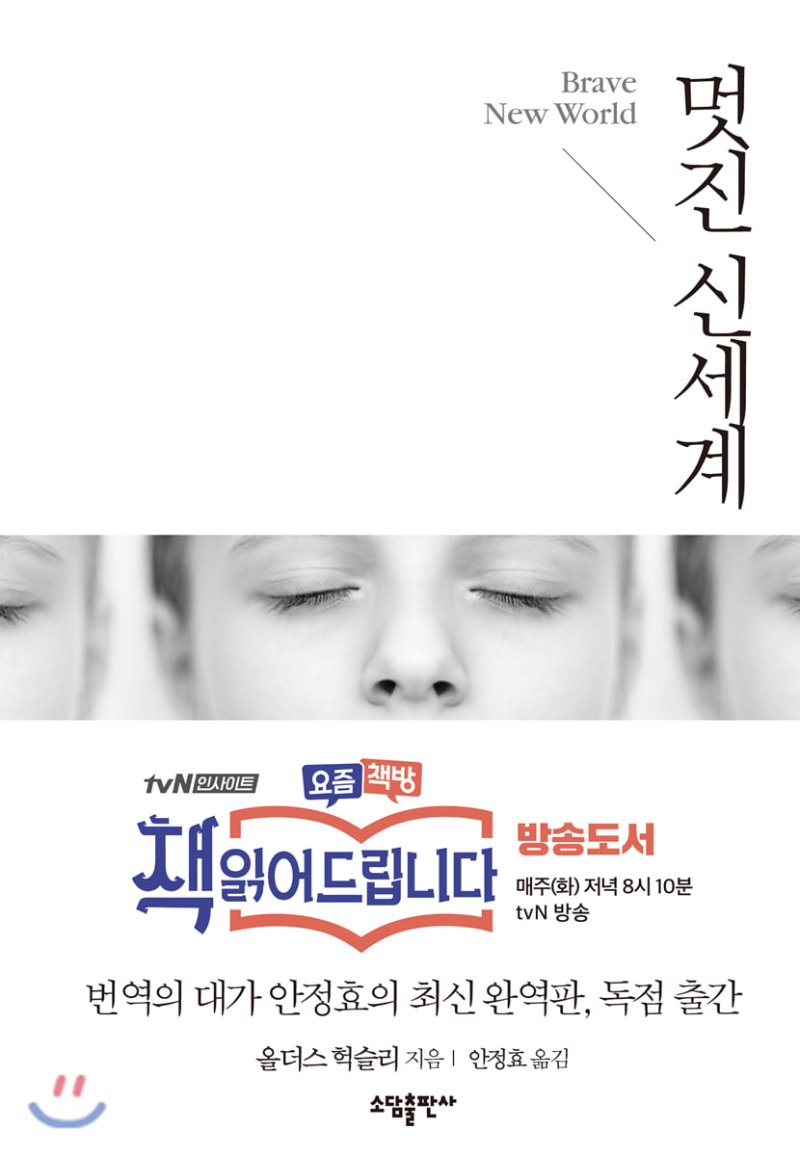 Brave
New World
멋진 신세계
tvN 인사이트
요즘책방
책 읽어드립니다
방송도서
매주(화) 저녁 8시 10분
tvN 방송
번역의 대가 안정효의 최신 완역판, 독점 출간
올더스 헉슬리 지음 | 안정효 옮김
소담출판사